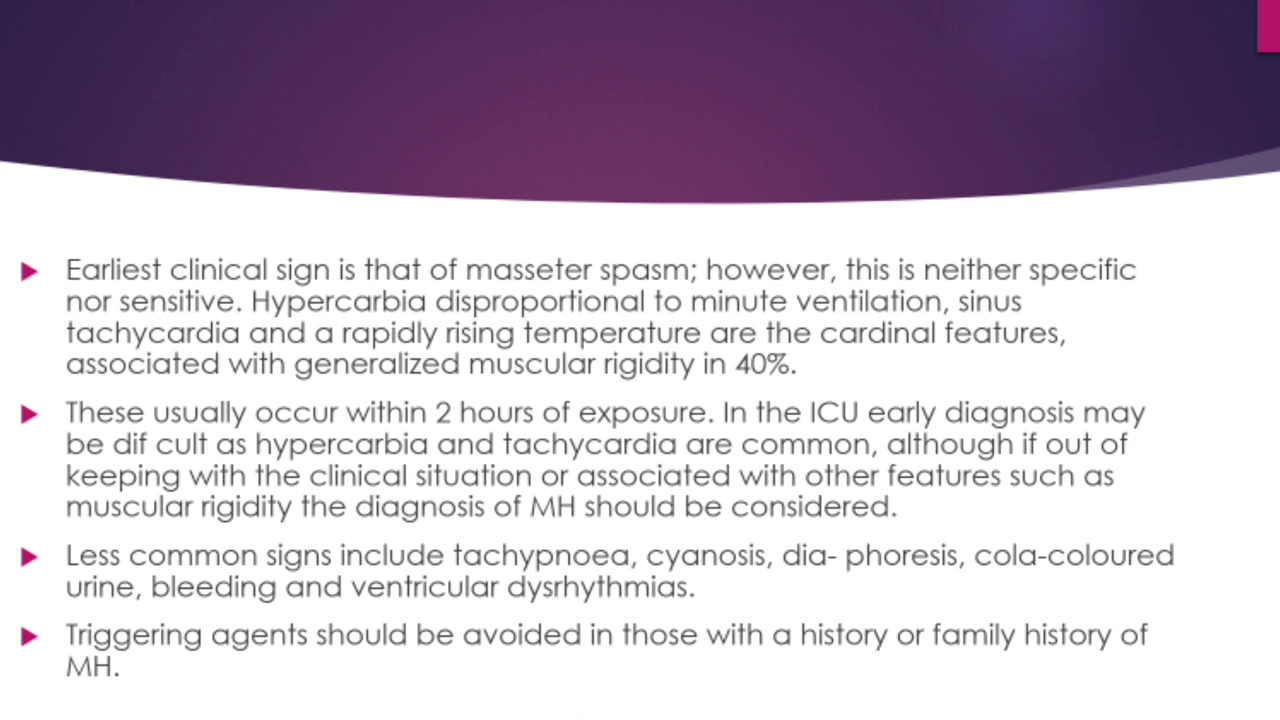 Earliest clinical sign is that of masseter spasm; however, this is neither specific
nor sensitive. Hypercarbia disproportional to minute ventilation, sinus
tachycardia and a rapidly rising temperature are the cardinal features,
associated with generalized muscular rigidity in 40%.
These usually occur within 2 hours of exposure. In the ICU early diagnosis may
be dif cult as hypercarbia and tachycardia are common, although if out of
keeping with the clinical situation or associated with other features such as
muscular rigidity the diagnosis of MH should be considered.
Less common signs include tachypnoea, cyanosis, dia- phoresis, cola-coloured
urine, bleeding and ventricular dysrhythmias.
Triggering agents should be avoided in those with a history or family history of
MH.